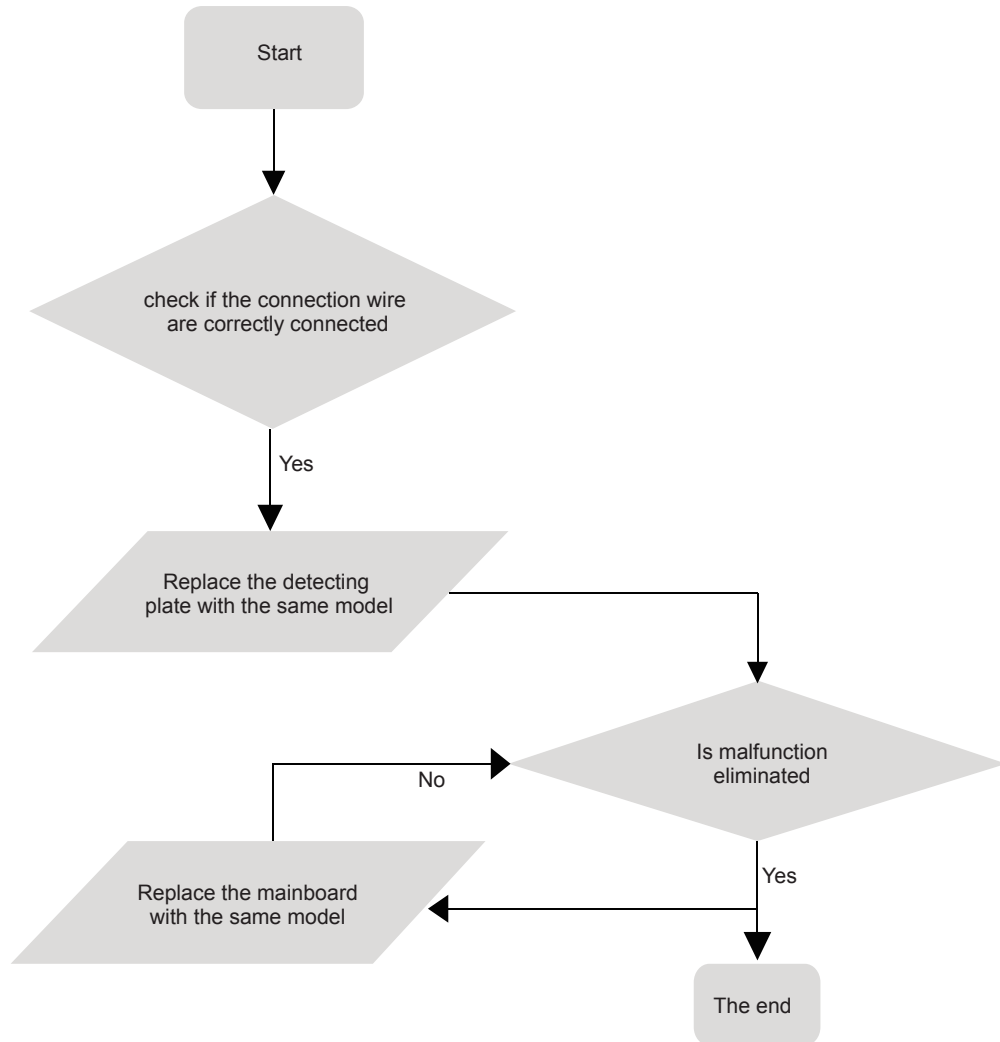 Start
check if the connection wire
are correctly connected
Yes
Replace the detecting
plate with the same model
Is malfunction
eliminated
No
Yes
Replace the mainboard
with the same model
The end